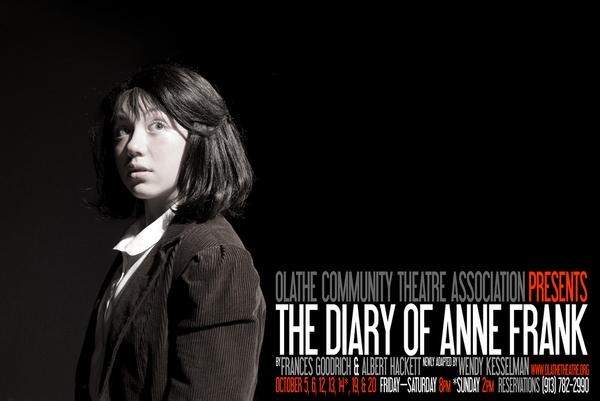 OLATHE COMMUNITY THEATRE ASSOCIATION PRESENTS
THE DIARY OF ANNE FRANK
BY FRANCES GOODRICH & ALBERT HACKETT NEWLY ADAPTED BY WENDY KESSELMAN WWW.OLATHETHEATRE.ORG
OCTOBER 5, 6, 12, 13, 14*, 19, & 20 FRIDAY—SATURDAY 8PM *SUNDAY 2PM RESERVATIONS (913) 782-2990